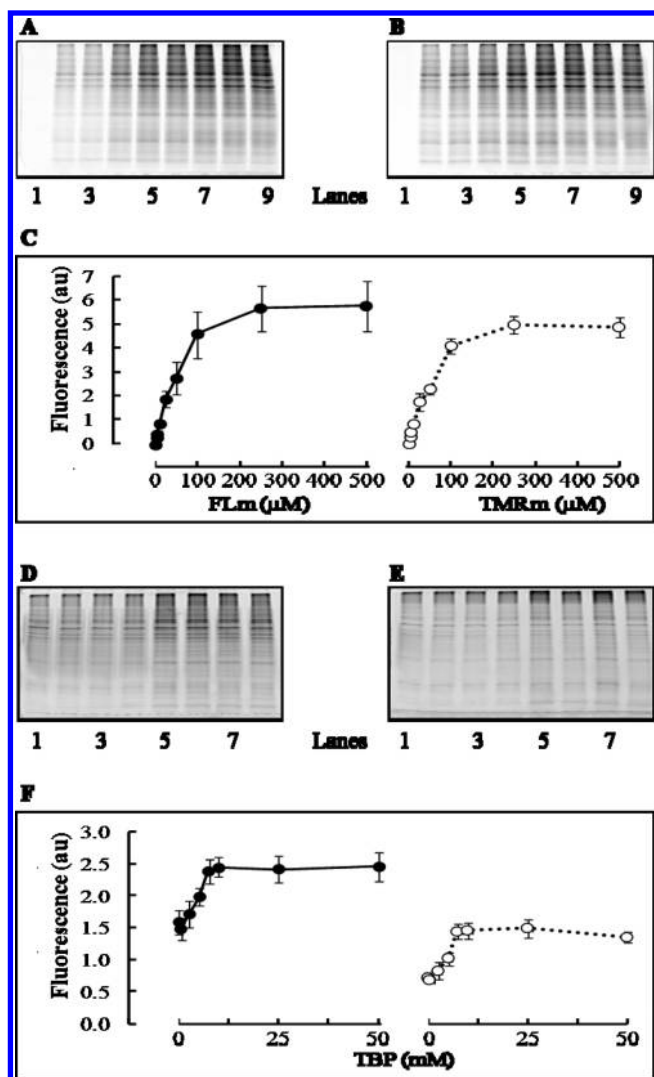 A B
1 3 5 7 9 Lanes 1 3 5 7 9
C
Fluorescence (au)
7
6
5
4
3
2
1
0
0 100 200 300 400 500 0 100 200 300 400 500
FLm (µM) TMRm (µM)
D E
1 3 5 7 Lanes 1 3 5 7
F
Fluorescence (au)
3.0
2.5
2.0
1.5
1.0
0.5
0.0
0 25 50 0 25 50
TBP (mM)